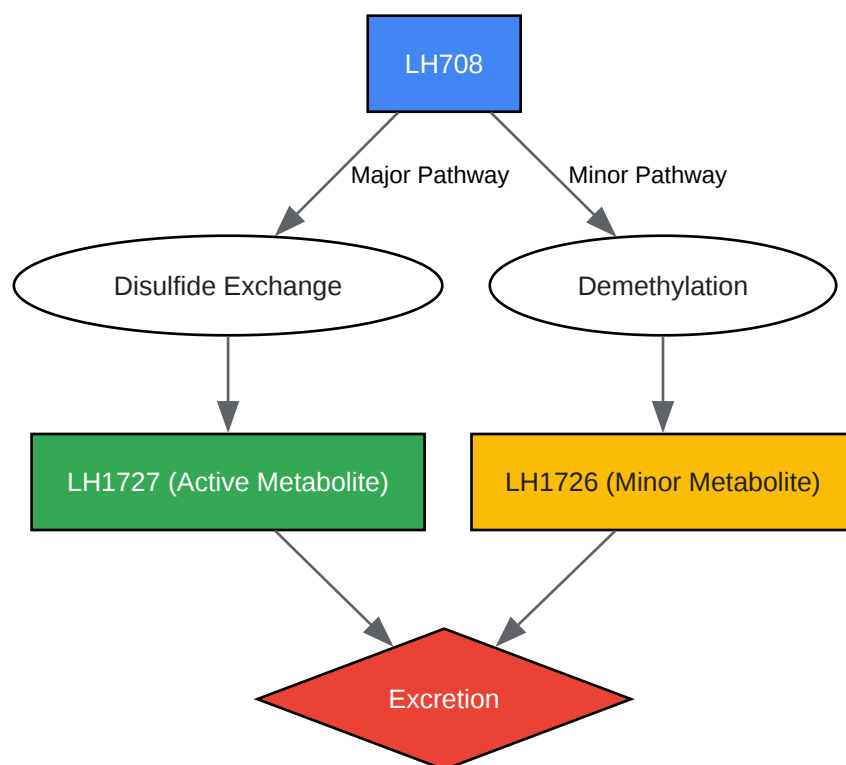 LH708
Major Pathway
Minor Pathway
Disulfide Exchange
Demethylation
LH1727 (Active Metabolite)
LH1726 (Minor Metabolite)
Excretion